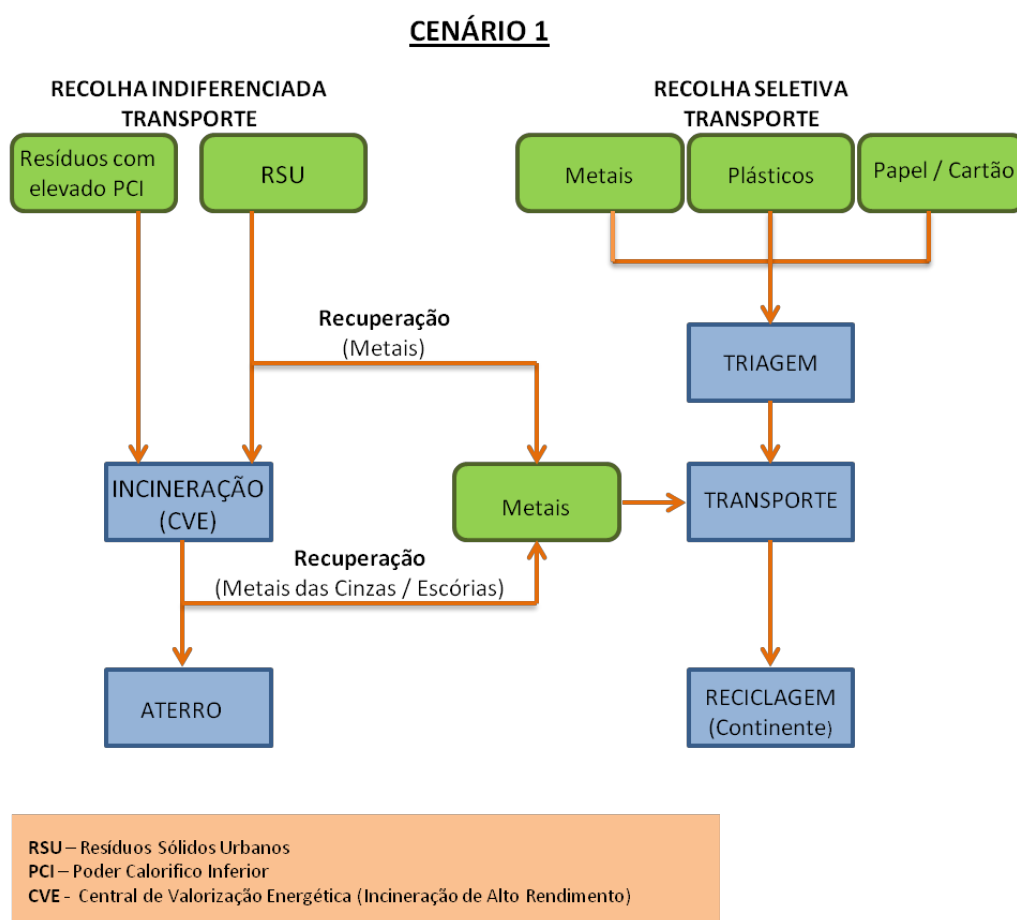 CENÁRIO 1
RECOLHA INDIFERENCIADA
TRANSPORTE
RECOLHA SELETIVA
TRANSPORTE
Resíduos com
elevado PCI
RSU
Metais
Plásticos
Papel / Cartão
Recuperação
(Metais)
TRIAGEM
INCINERAÇÃO
(CVE)
Metais
TRANSPORTE
Recuperação
(Metais das Cinzas / Escórias)
ATERRO
RECICLAGEM
(Continente)
RSU – Resíduos Sólidos Urbanos
PCI – Poder Calorifico Inferior
CVE - Central de Valorização Energética (Incineração de Alto Rendimento)